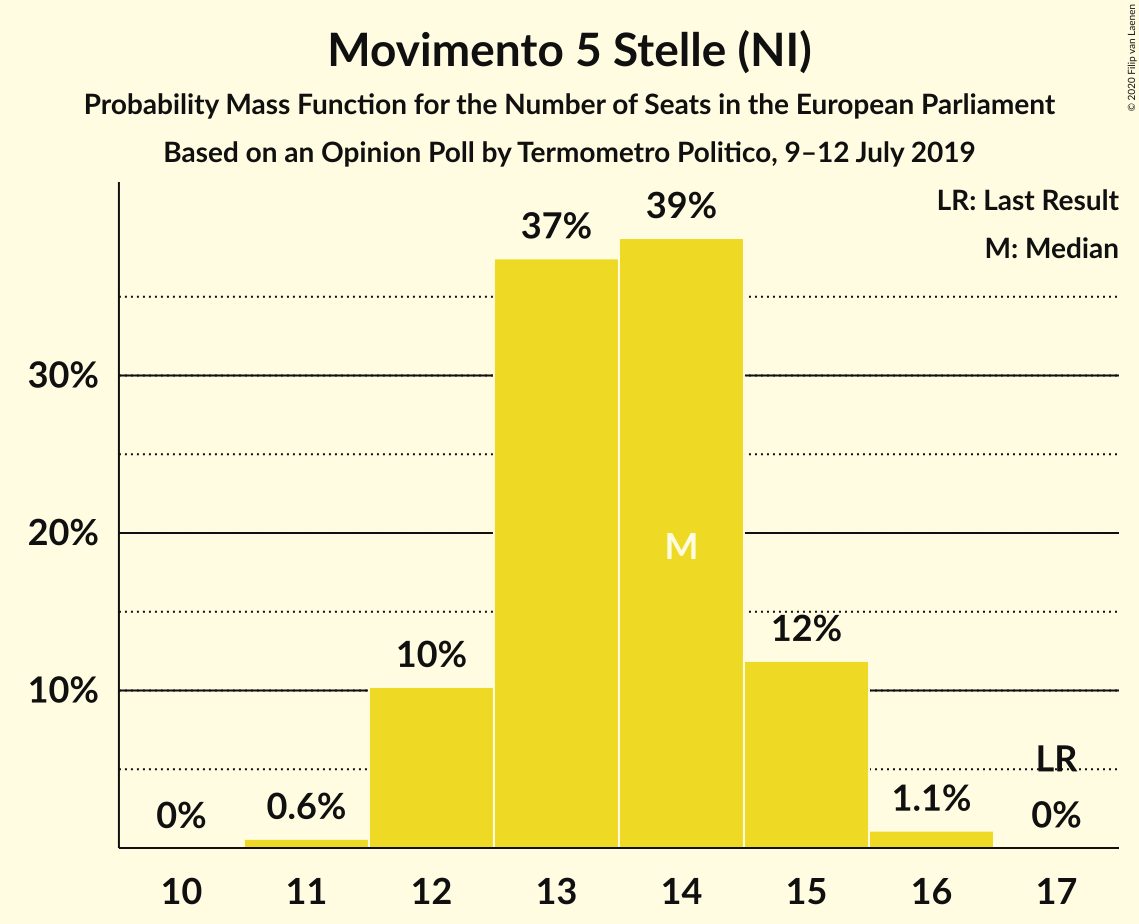 Movimento 5 Stelle (NI)
Probability Mass Function for the Number of Seats in the European Parliament
Based on an Opinion Poll by Termometro Politico, 9–12 July 2019
© 2020 Filip van Laenen
LR: Last Result
M: Median
30%
20%
10%
0%
0.6%
10%
37%
39%
M
12%
1.1%
LR
0%
10 11 12 13 14 15 16 17